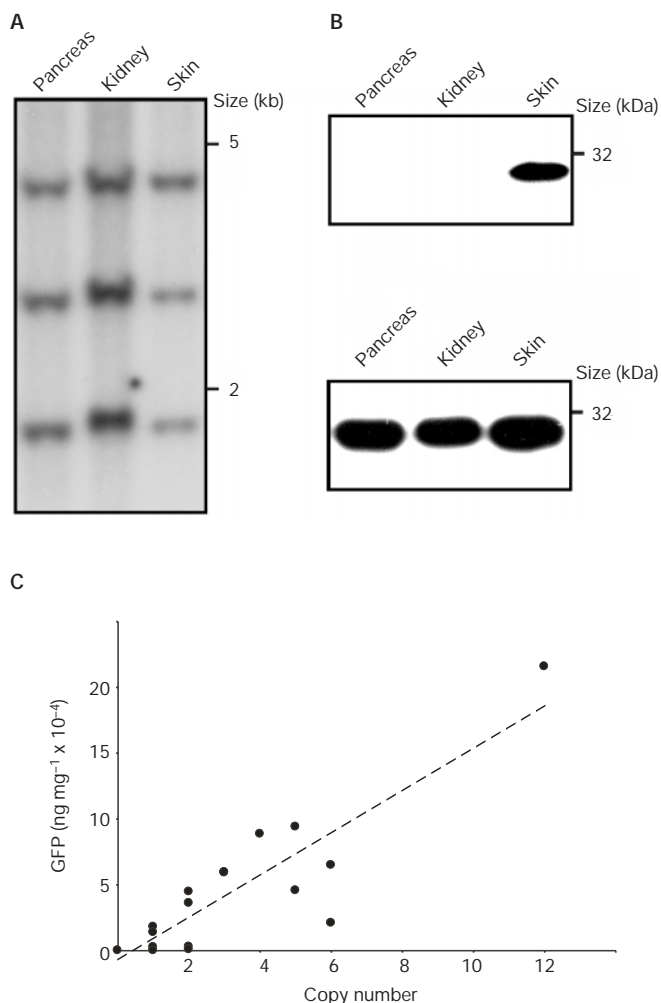 A
Pancreas
Kidney
Skin
Size (kb)
5
2
B
Pancreas
Kidney
Skin
Size (kDa)
32
Pancreas
Kidney
Skin
Size (kDa)
32
C
GFP (ng mg⁻¹ x 10⁻⁴)
20
15
10
5
0
2
4
6
8
10
12
Copy number